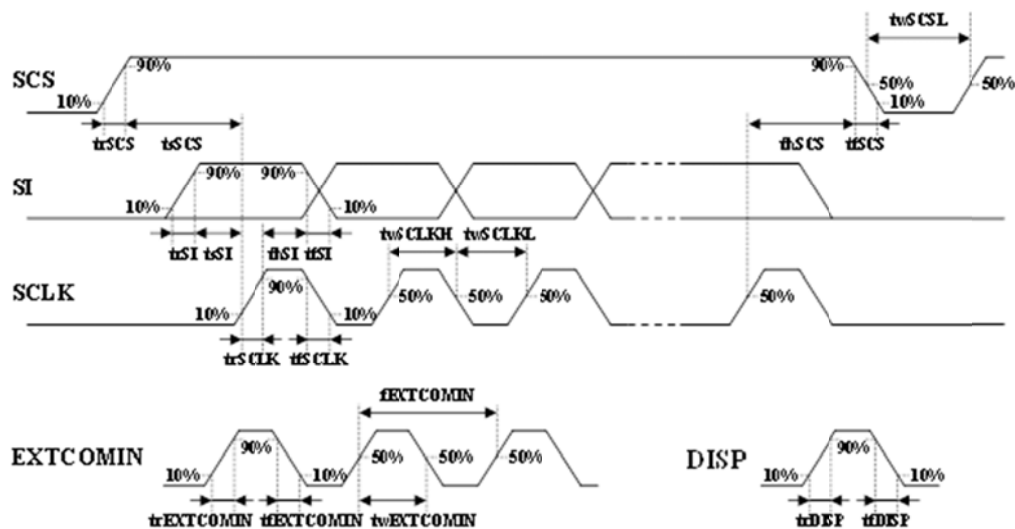 twSCSL
SCS 90% 90% 50% 50%
10% 10%
trSCS tsSCS thSCS tfSCS
SI 90% 90%
10% 10%
trSI tsSI thSI tfSI twSCLKH twSCLKL
SCLK 90% 50% 50% 50% 50%
10% 10%
trSCLK tfSCLK
fEXTCOMIN
EXTCOMIN 90% 50% 50% 50% DISP 90%
10% 10% 10% 10%
trEXTCOMIN tfEXTCOMIN twEXTCOMIN trDISP tfDISP